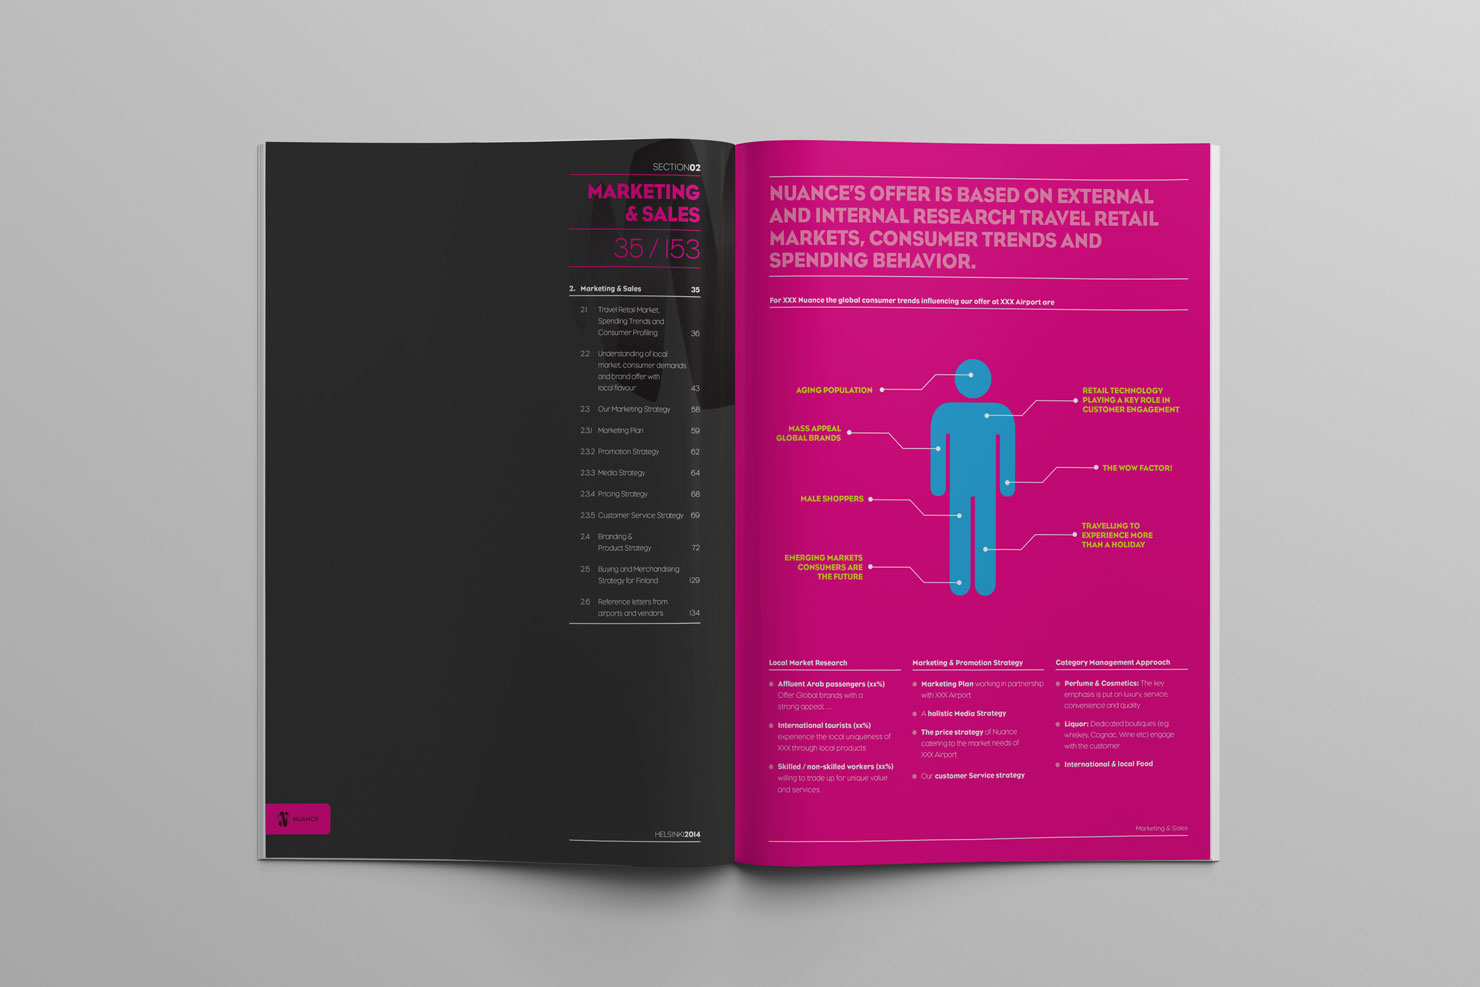 SECTION02
MARKETING
& SALES
35 / 153
2. Marketing & Sales 35
2.1 Travel Retail Market,
Spending Trends and
Consumer Profiling 36
2.2 Understanding of local
market, consumer demands
and brand offer with
local flavour 43
2.3 Our Marketing Strategy 58
2.3.1 Marketing Plan 59
2.3.2 Promotion Strategy 62
2.3.3 Media Strategy 64
2.3.4 Pricing Strategy 68
2.3.5 Customer Service Strategy 69
2.4 Branding &
Product Strategy 72
2.5 Buying and Merchandising
Strategy for Finland 129
2.6 Reference letters from
airports and vendors 134
NUANCE
HELSINKI2014
NUANCE'S OFFER IS BASED ON EXTERNAL
AND INTERNAL RESEARCH TRAVEL RETAIL
MARKETS, CONSUMER TRENDS AND
SPENDING BEHAVIOR.
For XXX Nuance the global consumer trends influencing our offer at XXX Airport are
AGING POPULATION
MASS APPEAL
GLOBAL BRANDS
MALE SHOPPERS
EMERGING MARKETS
CONSUMERS ARE
THE FUTURE
RETAIL TECHNOLOGY
PLAYING A KEY ROLE IN
CUSTOMER ENGAGEMENT
THE WOW FACTOR!
TRAVELLING TO
EXPERIENCE MORE
THAN A HOLIDAY
Local Market Research
Affluent Arab passengers (xx%)
Offer Global brands with a
strong appeal, ...
International tourists (xx%)
experience the local uniqueness of
XXX through local products
Skilled / non-skilled workers (xx%)
willing to trade up for unique value
and services
Marketing & Promotion Strategy
Marketing Plan working in partnership
with XXX Airport
A holistic Media Strategy
The price strategy of Nuance
catering to the market needs of
XXX Airport
Our customer Service strategy
Category Management Approach
Perfume & Cosmetics: The key
emphasis is put on luxury, service,
convenience and quality
Liquor: Dedicated boutiques (eg.
whiskey, Cognac, Wine etc) engage
with the customer
International & local Food
Marketing & Sales